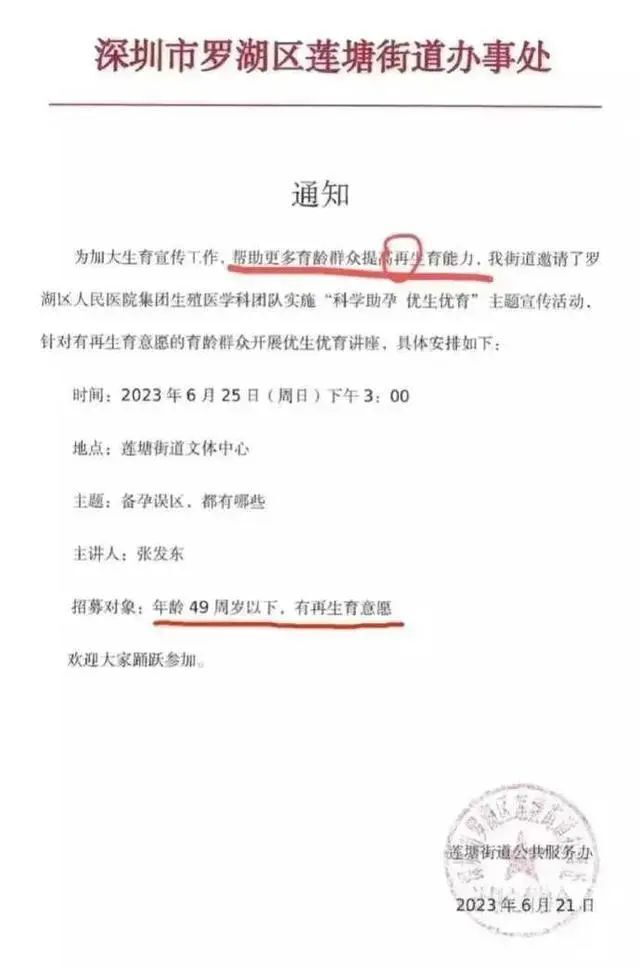 深圳市罗湖区莲塘街道办事处
通知
为加大生育宣传工作，帮助更多育龄群众提高再生育能力，我街道邀请了罗
湖区人民医院集团生殖医学科团队实施“科学助孕 优生优育”主题宣传活动，
针对有再生育意愿的育龄群众开展优生优育讲座，具体安排如下：
时间：2023 年 6 月 25 日（周日）下午 3：00
地点：莲塘街道文体中心
主题：备孕误区，都有哪些
主讲人：张发东
招募对象：年龄 49 周岁以下，有再生育意愿
欢迎大家踊跃参加。
莲塘街道公共服务办
2023 年 6 月 21 日